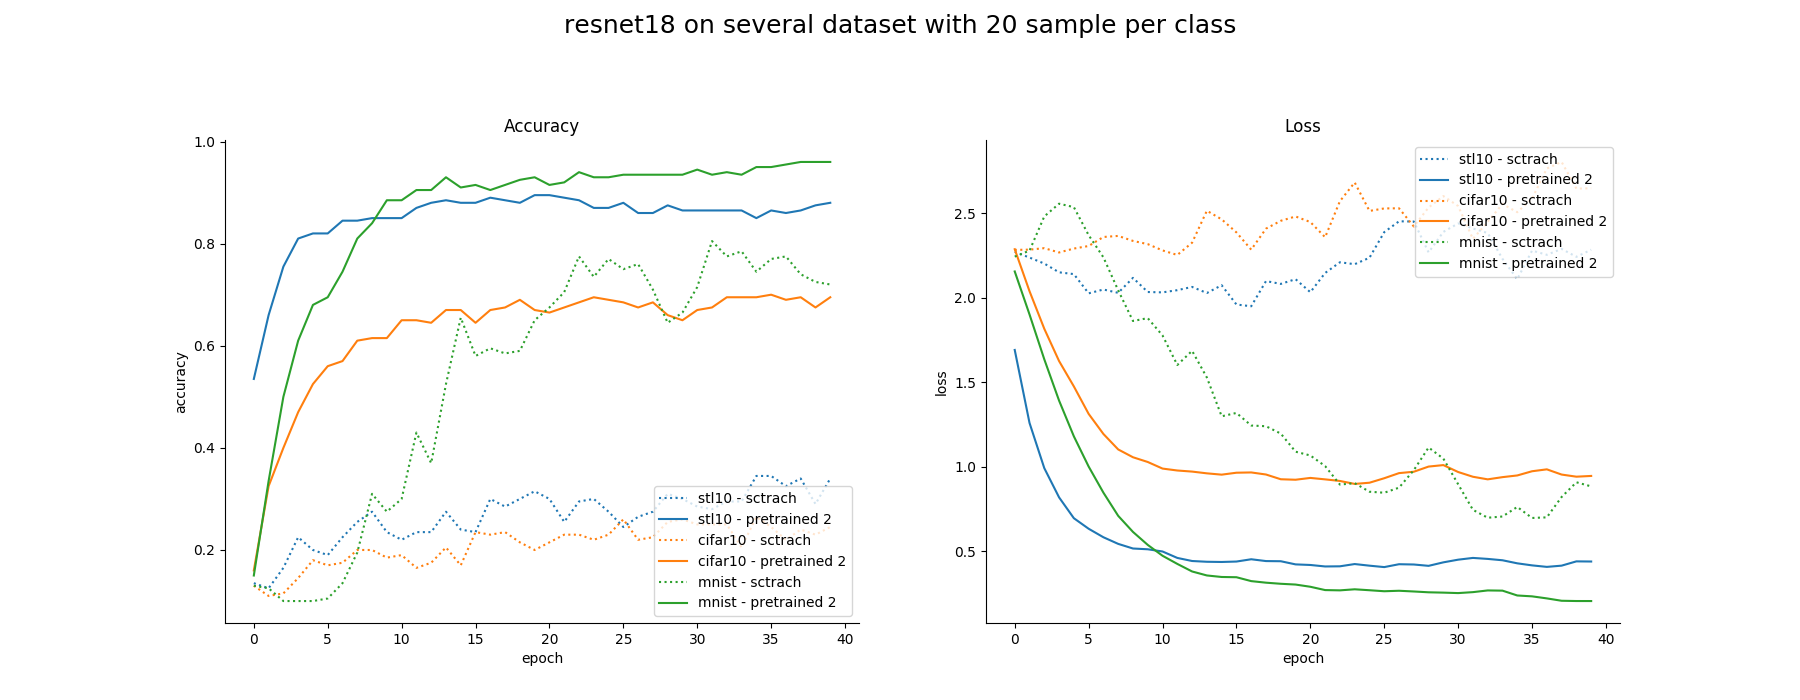 resnet18 on several dataset with 20 sample per class
Accuracy
accuracy
1.0
0.8
0.6
0.4
0.2
0 5 10 15 20 25 30 35 40
epoch
stl10 - sctrach
stl10 - pretrained 2
cifar10 - sctrach
cifar10 - pretrained 2
mnist - sctrach
mnist - pretrained 2
Loss
loss
2.5
2.0
1.5
1.0
0.5
0 5 10 15 20 25 30 35 40
epoch
stl10 - sctrach
stl10 - pretrained 2
cifar10 - sctrach
cifar10 - pretrained 2
mnist - sctrach
mnist - pretrained 2